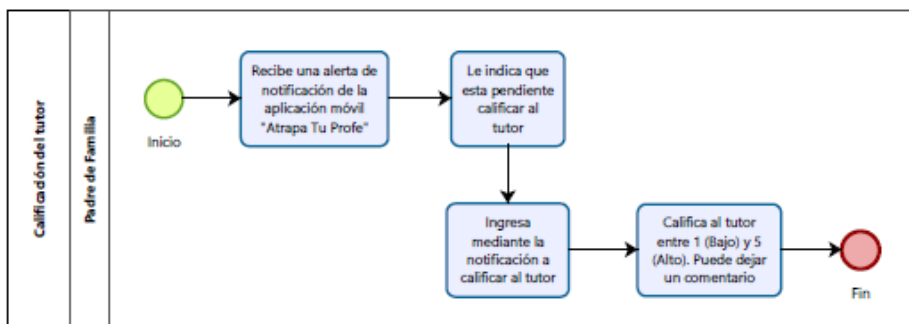 Calificación del tutor
Padre de Familia
Inicio
Recibe una alerta de
notificación de la
aplicación móvil
"Atrapa Tu Profe"
Le indica que
esta pendiente
calificar al
tutor
Ingresa
mediante la
notificación a
calificar al tutor
Califica al tutor
entre 1 (Bajo) y 5
(Alto). Puede dejar
un comentario
Fin